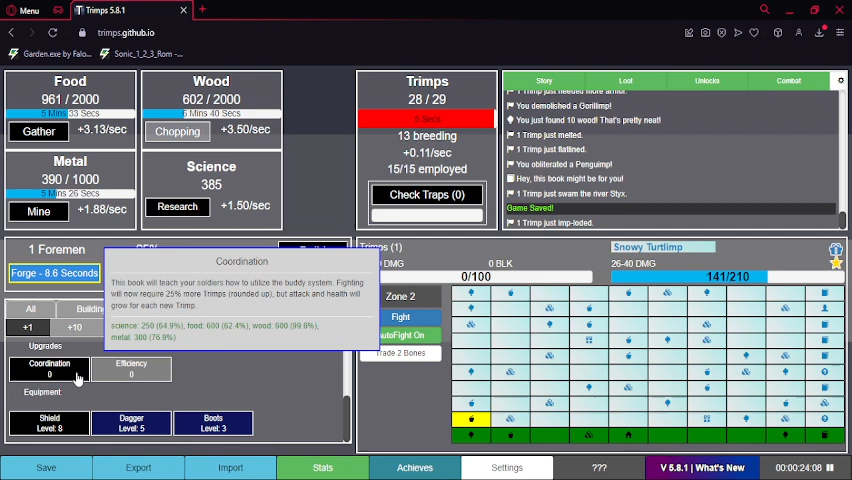 Menu
Trimps 5.8.1
trimps.github.io
Garden.exe by Falo...
Sonic_1_2_3_Rom -...
Food
961 / 2000
5 Mins 33 Secs
Gather
+3.13/sec
Wood
602 / 2000
6 Mins 40 Secs
Chopping
+3.50/sec
Metal
390 / 1000
5 Mins 26 Secs
Mine
+1.88/sec
Science
385
Research
+1.50/sec
Trimps
28 / 29
13 breeding
+0.11/sec
15/15 employed
Check Traps (0)
Story
Loot
Unlocks
Combat
1 Trimp just needed more armor.
You demolished a Gorillimp!
You just found 10 wood! That's pretty neat!
1 Trimp just melted.
1 Trimp just flatlined.
You obliterated a Penguimp!
Hey, this book might be for you!
1 Trimp just swam the river Styx.
Game Saved!
1 Trimp just imp-loded.
1 Foremen
Forge - 8.6 Seconds
All
+1
+10
Coordination
This book will teach your soldiers how to utilize the buddy system. Fighting
will now require 25% more Trimps (rounded up), but attack and health will
grow for each new Trimp.
science: 250 (64.9%), food: 600 (62.4%), wood: 600 (99.6%),
metal: 300 (76.9%)
Upgrades
Coordination
0
Efficiency
0
Equipment
Shield
Level: 8
Dagger
Level: 5
Boots
Level: 3
Trimps (1)
DMG
0 BLK
0/100
Snowy Turtlimp
26-40 DMG
141/210
Zone 2
Fight
AutoFight On
Trade 2 Bones
Save
Export
Import
Stats
Achieves
Settings
???
V 5.8.1 | What's New
00:00:24:08